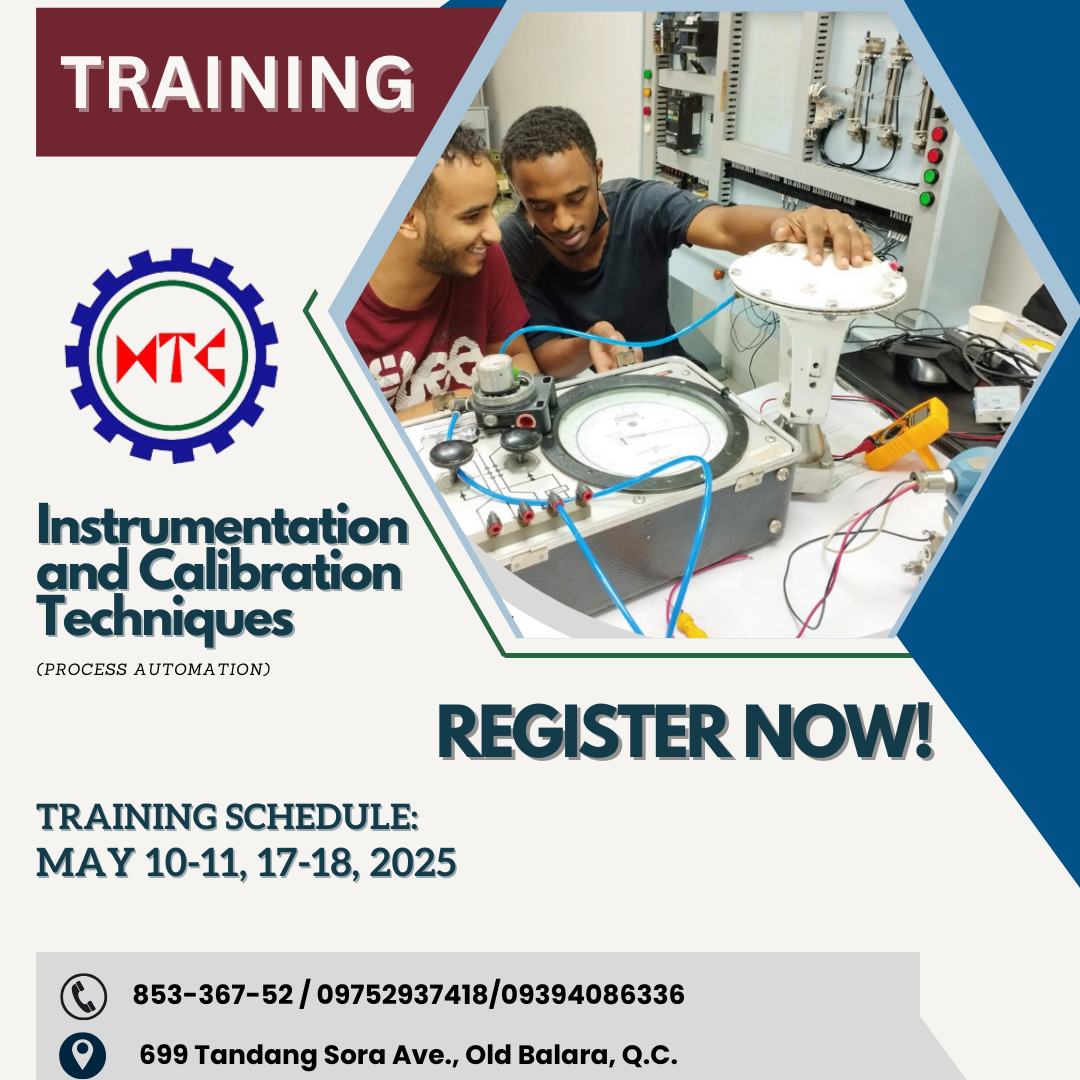 TRAINING
MTC
Instrumentation
and Calibration
Techniques
(PROCESS AUTOMATION)
REGISTER NOW!
TRAINING SCHEDULE:
MAY 10-11, 17-18, 2025
853-367-52 / 09752937418/09394086336
699 Tandang Sora Ave., Old Balara, Q.C.